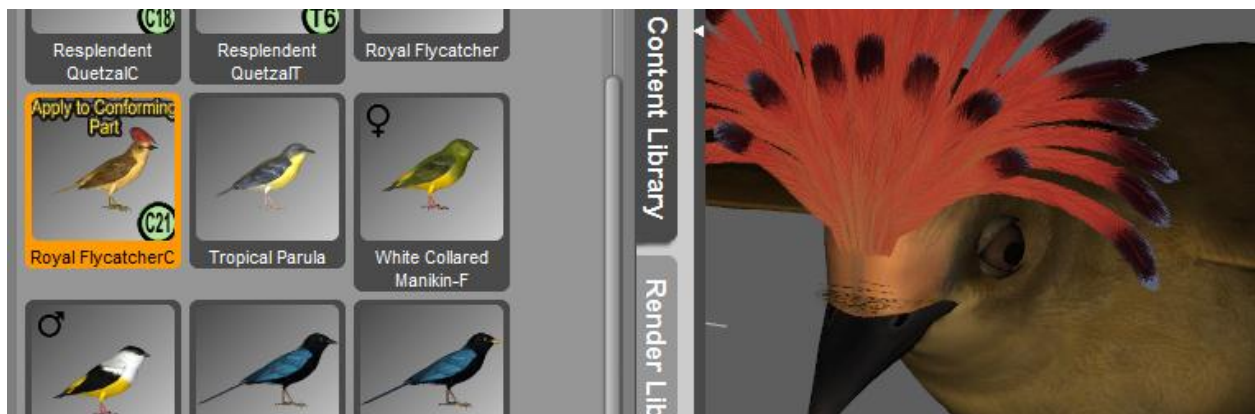 C18
T6
Resplendent
QuetzalC
Resplendent
QuetzalT
Royal Flycatcher
Apply to Conforming
Part
C21
Royal FlycatcherC
Tropical Parula
White Collared
Manikin-F
Content Library
Render Lib